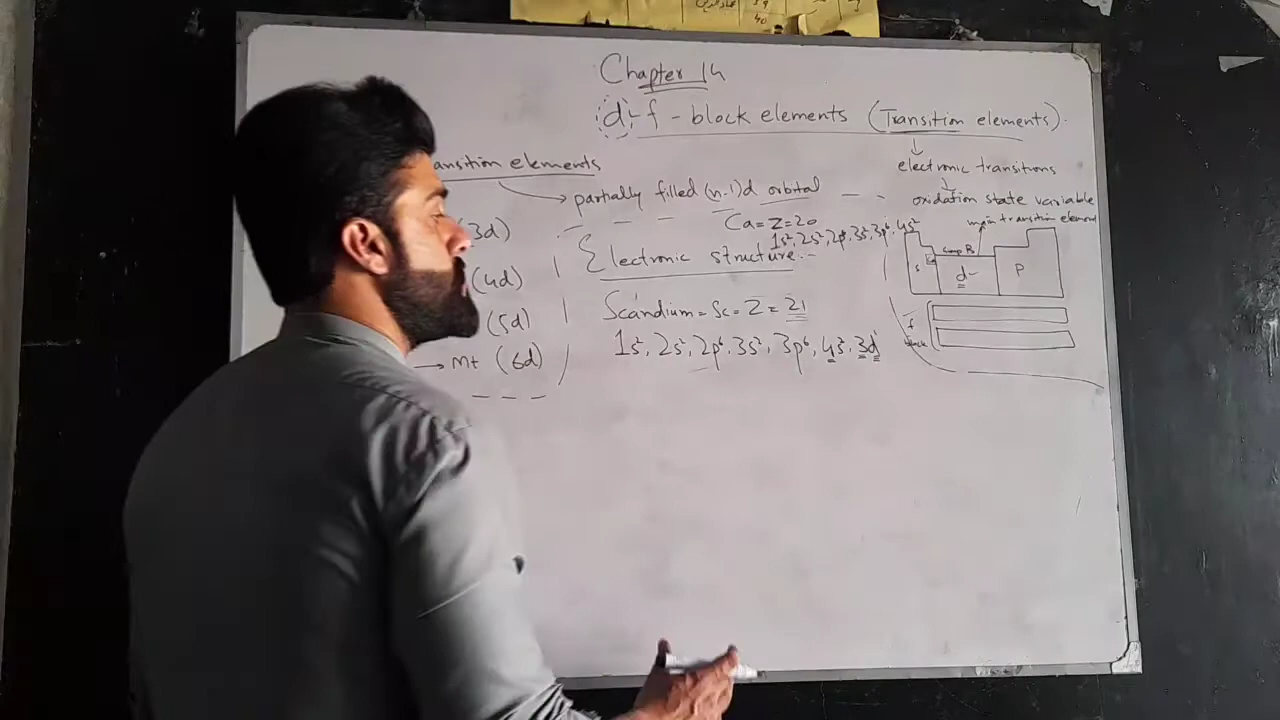 Chapter 14
d-f - block elements (Transition elements).
ansition elements
electronic transitions
oxidation state variable
main transition element
partially filled (n-1)d orbital
Ca = Z = 20
1s², 2s², 2p⁶, 3s², 3p⁶, 4s²
Electronic structure.-
(3d)
(4d)
(5d)
→ Mt (6d)
Scandium = Sc = Z = 21
1s², 2s², 2p⁶, 3s², 3p⁶, 4s², 3d¹
s
d-
P
f